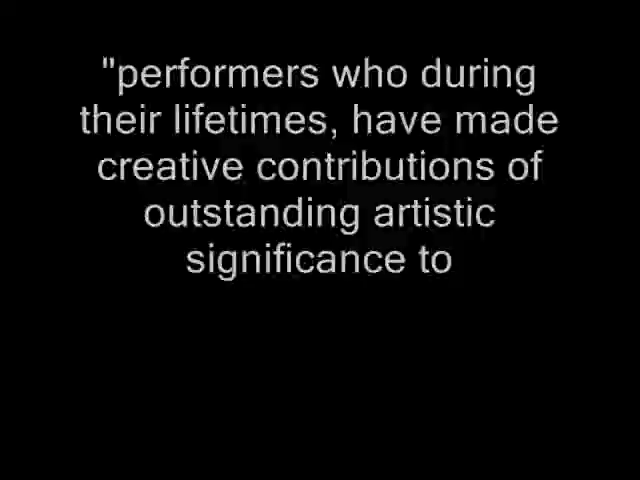 "performers who during
their lifetimes, have made
creative contributions of
outstanding artistic
significance to